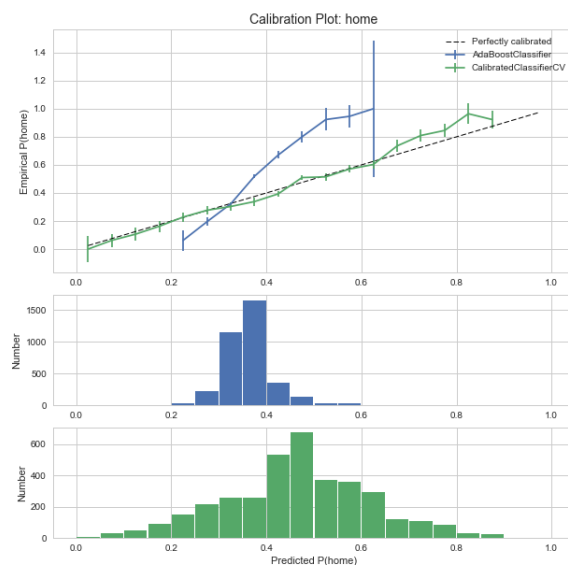 Calibration Plot: home
Perfectly calibrated
AdaBoostClassifier
CalibratedClassifierCV
Empirical P(home)
1.4
1.2
1.0
0.8
0.6
0.4
0.2
0.0
0.0 0.2 0.4 0.6 0.8 1.0
Number
1500
1000
500
0
0.0 0.2 0.4 0.6 0.8 1.0
Number
600
400
200
0
0.0 0.2 0.4 0.6 0.8 1.0
Predicted P(home)